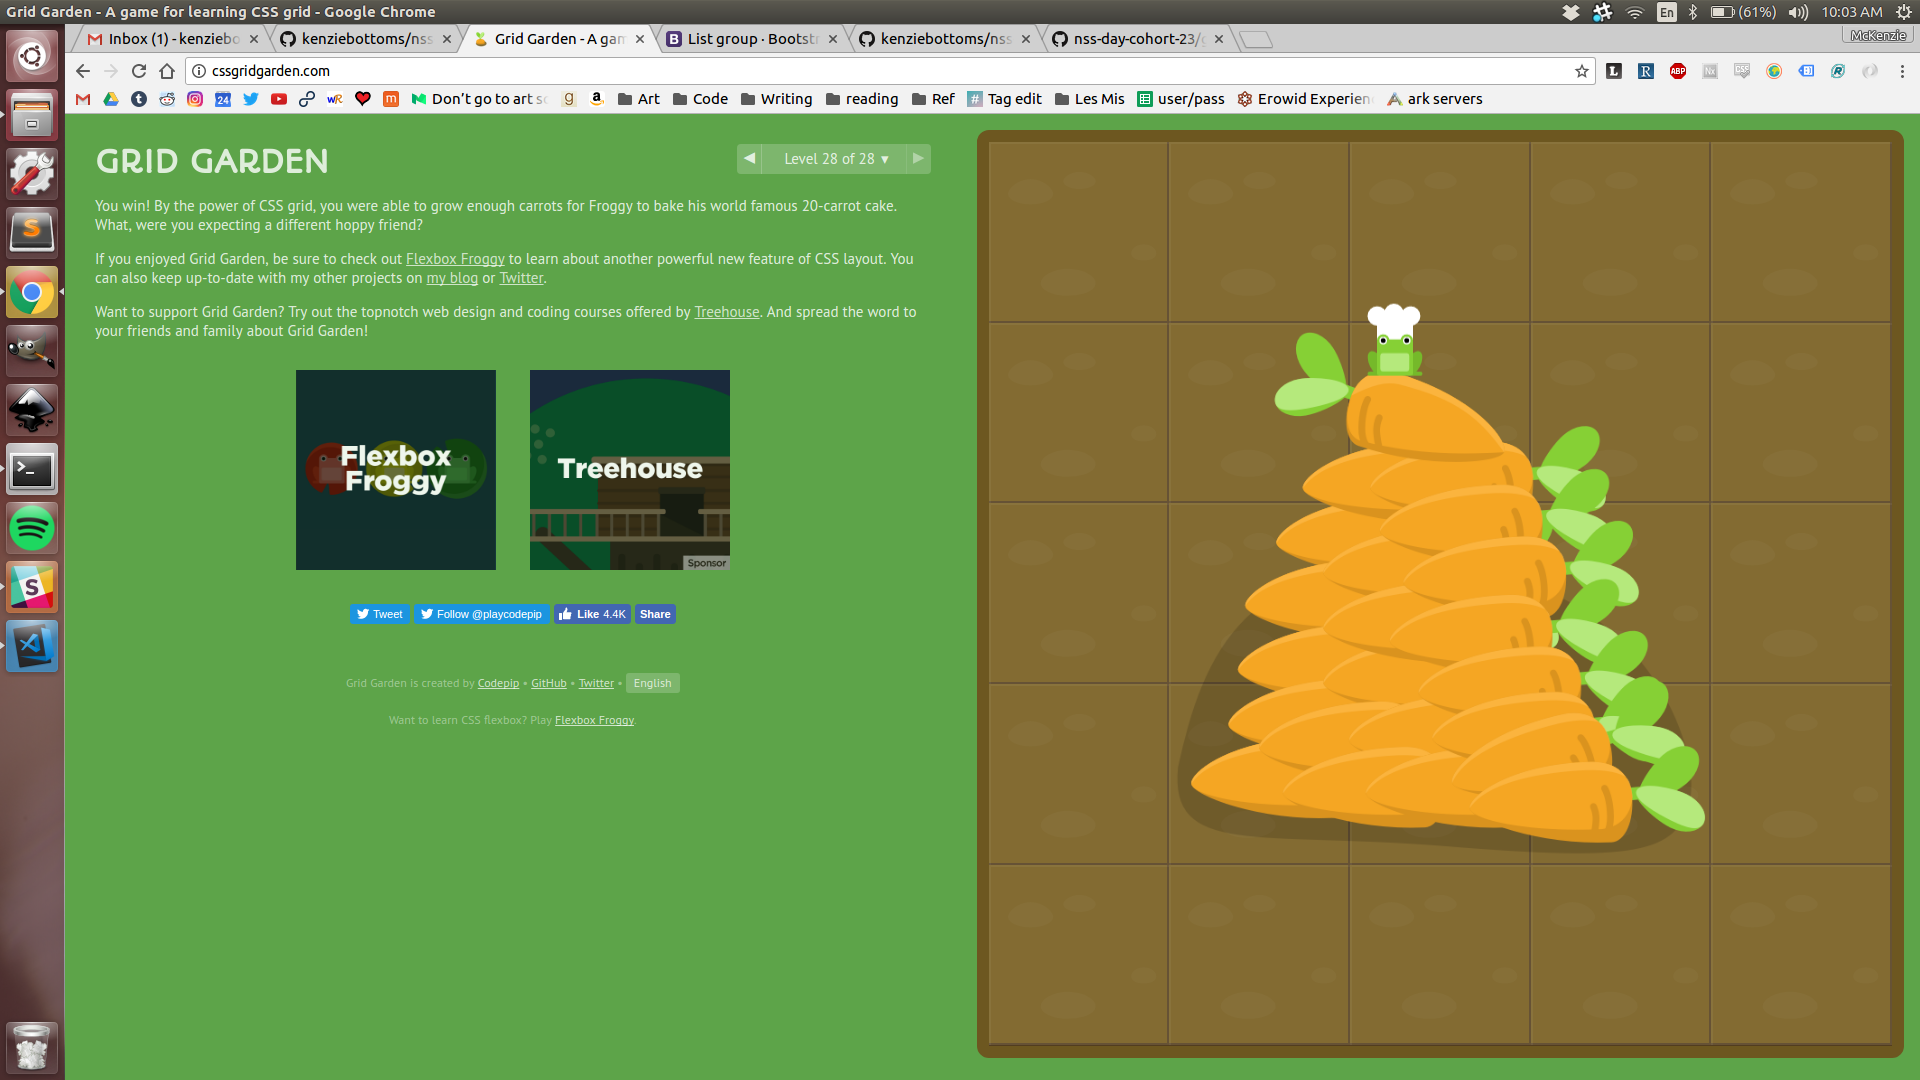 Grid Garden - A game for learning CSS grid - Google Chrome
En
(61%)
10:03 AM
Inbox (1) - kenziebo
kenziebottoms/nss
Grid Garden - A gam
List group · Bootstr
kenziebottoms/nss
nss-day-cohort-23/
McKenzie
cssgridgarden.com
Don't go to art sc
Art
Code
Writing
reading
Ref
Tag edit
Les Mis
user/pass
Erowid Experien
ark servers
GRID GARDEN
Level 28 of 28
You win! By the power of CSS grid, you were able to grow enough carrots for Froggy to bake his world famous 20-carrot cake.
What, were you expecting a different hoppy friend?
If you enjoyed Grid Garden, be sure to check out Flexbox Froggy to learn about another powerful new feature of CSS layout. You
can also keep up-to-date with my other projects on my blog or Twitter.
Want to support Grid Garden? Try out the topnotch web design and coding courses offered by Treehouse. And spread the word to
your friends and family about Grid Garden!
Flexbox
Froggy
Treehouse
Sponsor
Tweet
Follow @playcodepip
Like 4.4K
Share
Grid Garden is created by Codepip • GitHub • Twitter • English
Want to learn CSS flexbox? Play Flexbox Froggy.